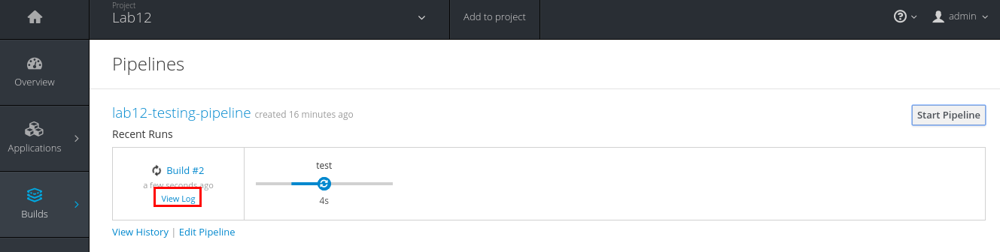 Project
Lab12
Add to project
admin
Overview
Applications
Builds
Pipelines
lab12-testing-pipeline created 16 minutes ago
Start Pipeline
Recent Runs
Build #2
a few seconds ago
View Log
test
4s
View History | Edit Pipeline